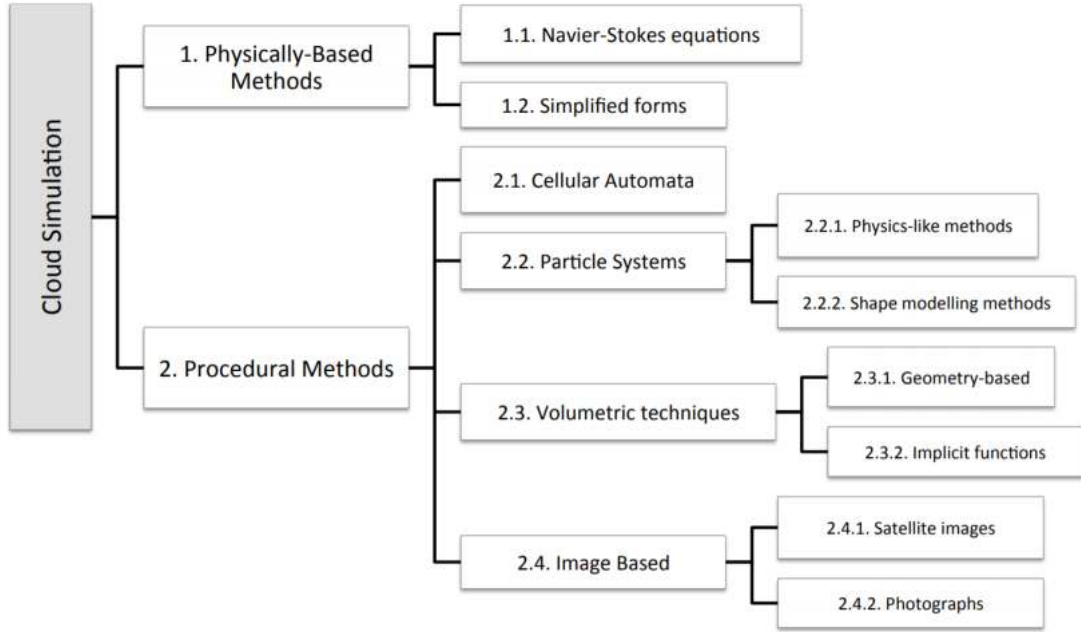 Cloud Simulation
1. Physically-Based
Methods
1.1. Navier-Stokes equations
1.2. Simplified forms
2. Procedural Methods
2.1. Cellular Automata
2.2. Particle Systems
2.2.1. Physics-like methods
2.2.2. Shape modelling methods
2.3. Volumetric techniques
2.3.1. Geometry-based
2.3.2. Implicit functions
2.4. Image Based
2.4.1. Satellite images
2.4.2. Photographs